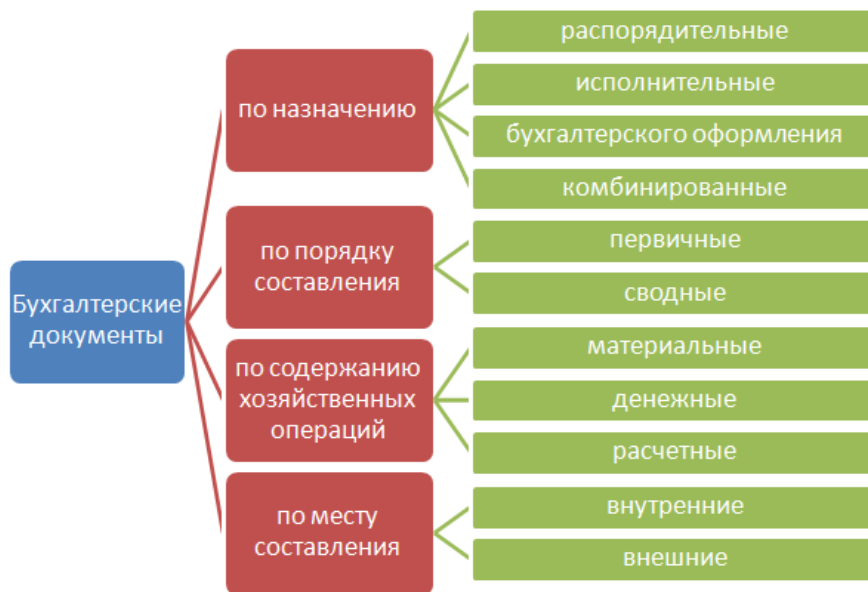 Бухгалтерские
документы
по назначению
распорядительные
исполнительные
бухгалтерского оформления
комбинированные
по порядку
составления
первичные
сводные
по содержанию
хозяйственных
операций
материальные
денежные
расчетные
по месту
составления
внутренние
внешние